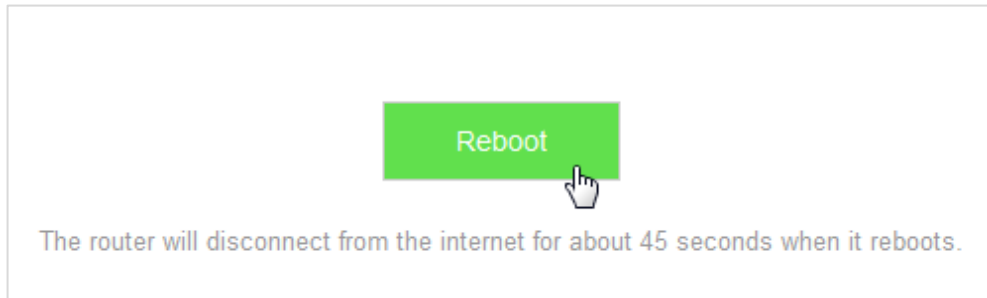 Reboot
The router will disconnect from the internet for about 45 seconds when it reboots.